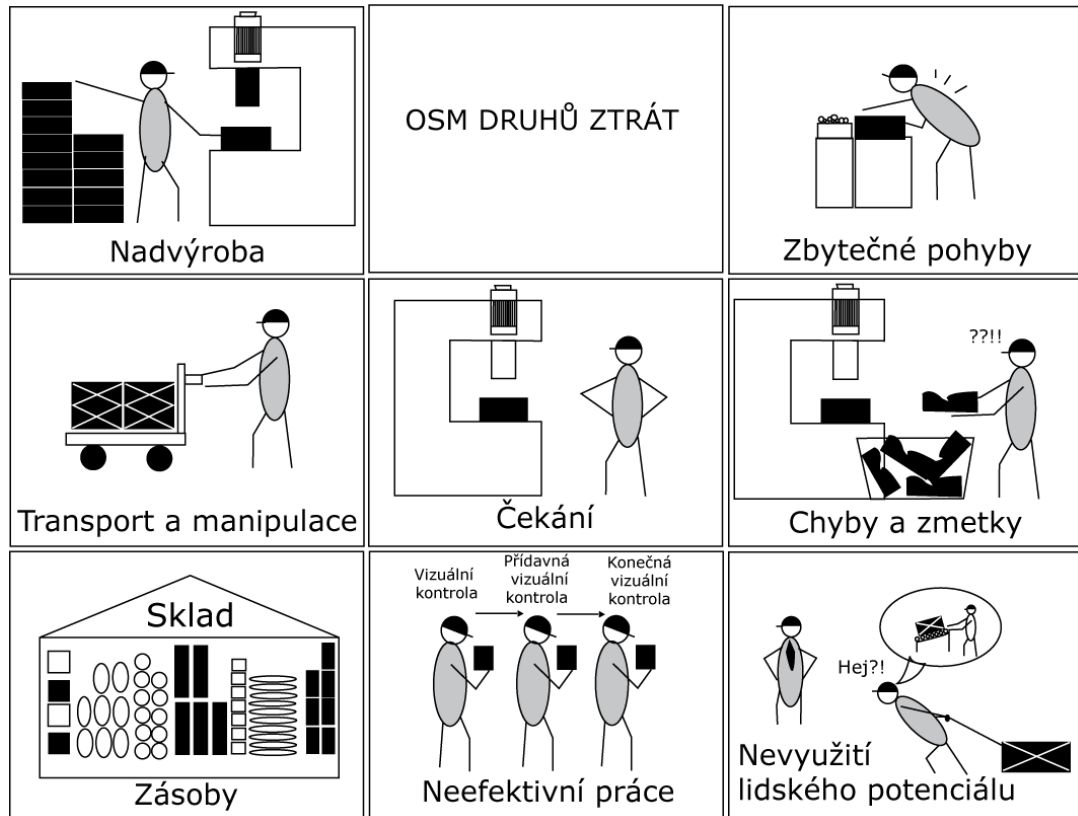 Nadvýroba
OSM DRUHŮ ZTRÁT
Zbytečné pohyby
Transport a manipulace
Čekání
??!!
Chyby a zmetky
Sklad
Zásoby
Vizuální
kontrola
Přídavná
vizuální
kontrola
Konečná
vizuální
kontrola
Neefektivní práce
Hej?!
Nevyužití
lidského potenciálu